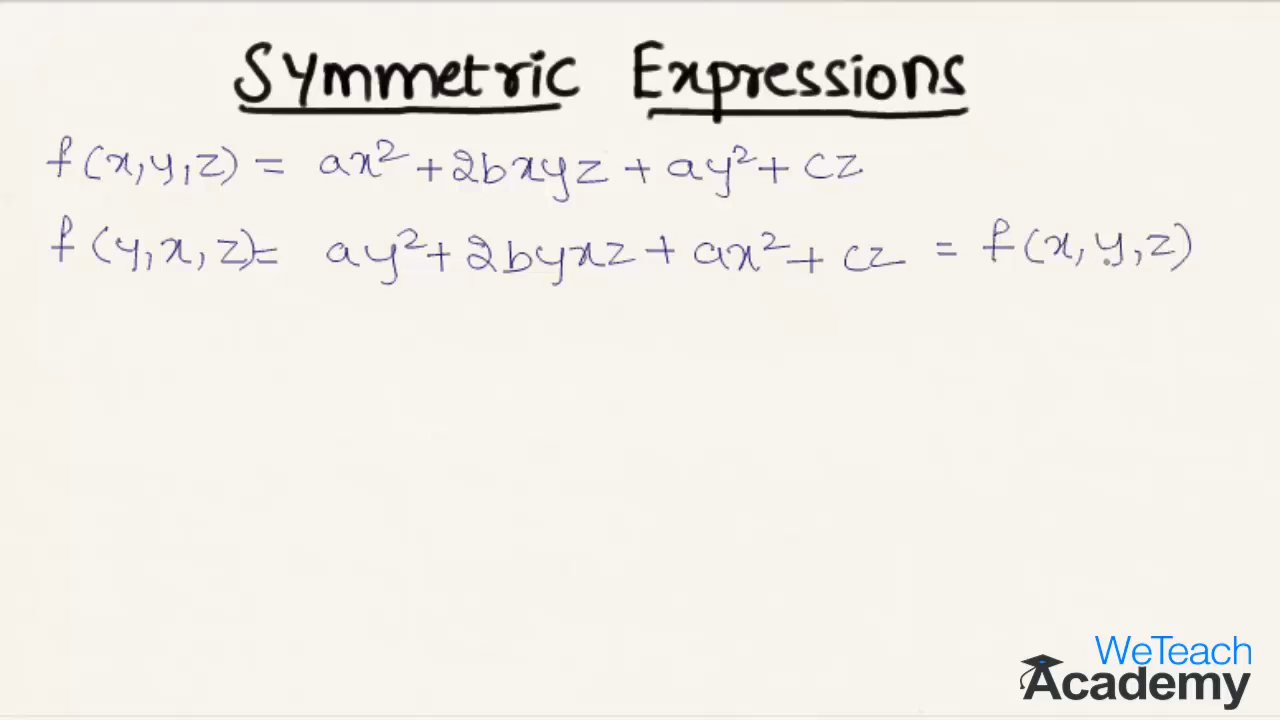 Symmetric Expressions
f(x,y,z) = ax² + 2bxyz + ay² + cz
f(y,x,z) = ay² + 2byxz + ax² + cz = f(x,y,z)
WeTeach
Academy